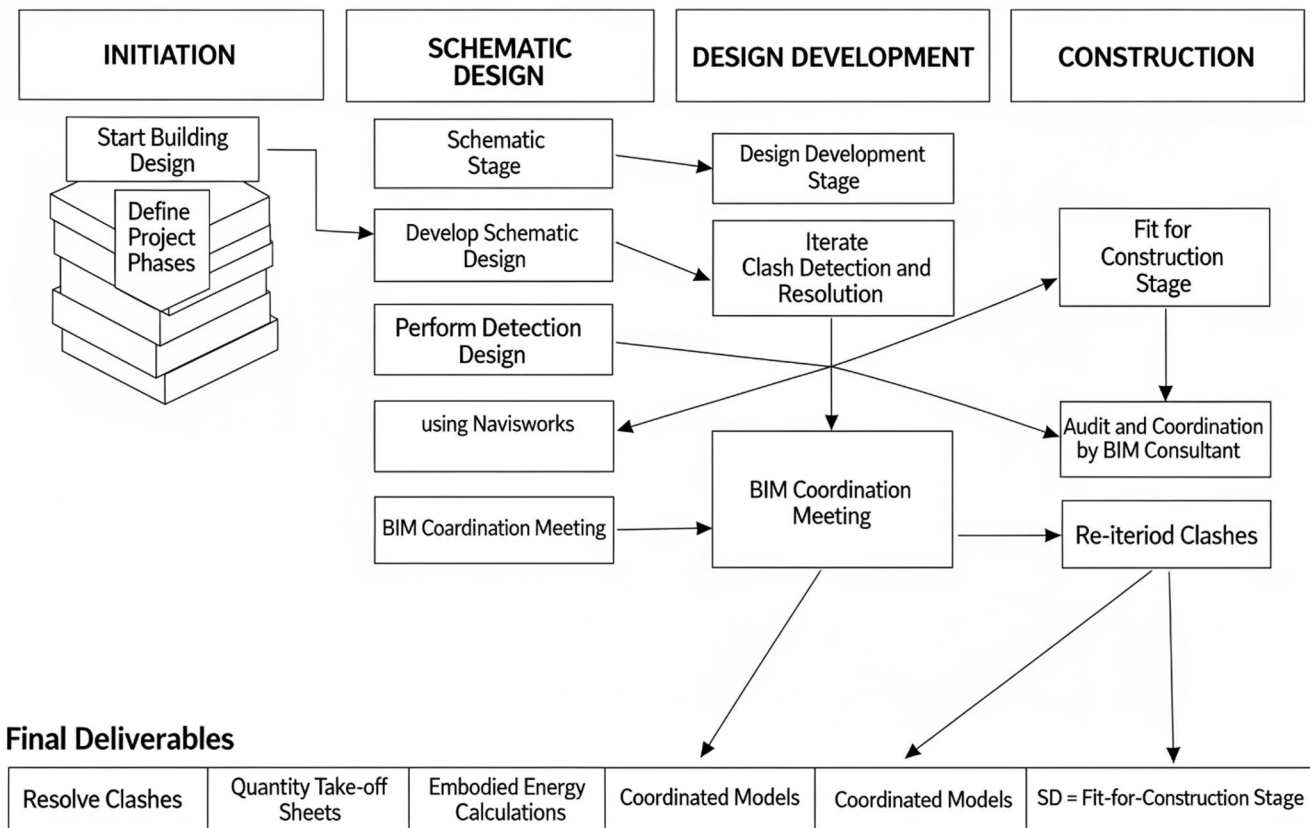 INITIATION
SCHEMATIC
DESIGN
DESIGN DEVELOPMENT
CONSTRUCTION
Start Building
Design
Define
Project
Phases
Schematic
Stage
Develop Schematic
Design
Perform Detection
Design
using Navisworks
BIM Coardination Meeting
Design Development
Stage
Iterate
Clash Detection and
Resolution
BIM Coordination
Meeting
Fit for
Construction
Stage
Audit and Coordination
by BIM Consultant
Re-iteriod Clashes
Final Deliverables
Resolve Clashes
Quantity Take-off
Sheets
Embodied Energy
Calculations
Coordinated Models
Coordinated Models
SD = Fit-for-Construction Stage